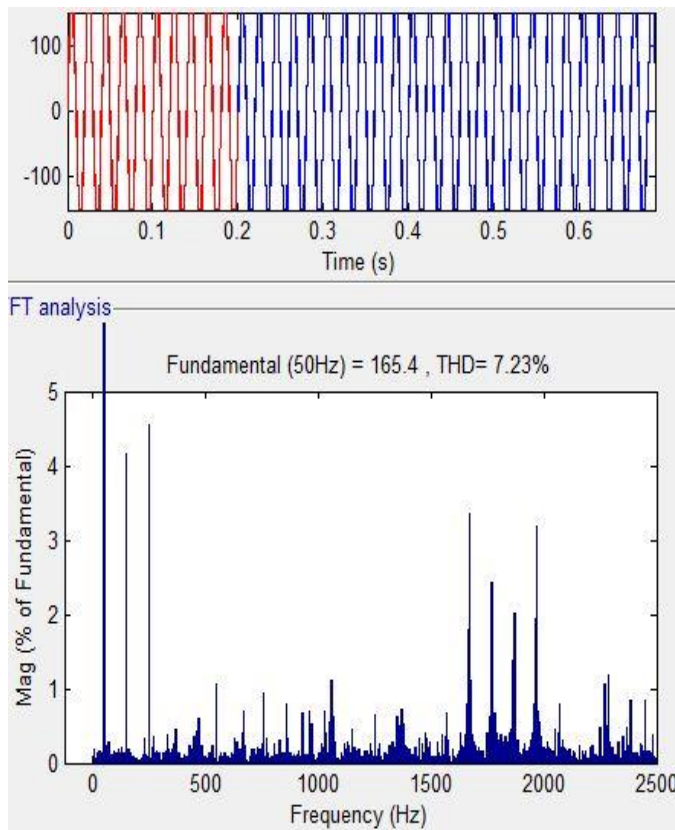 100
0
-100
0 0.1 0.2 0.3 0.4 0.5 0.6
Time (s)
FT analysis
Fundamental (50Hz) = 165.4 , THD= 7.23%
5
4
3
2
1
0
Mag (% of Fundamental)
0 500 1000 1500 2000 2500
Frequency (Hz)